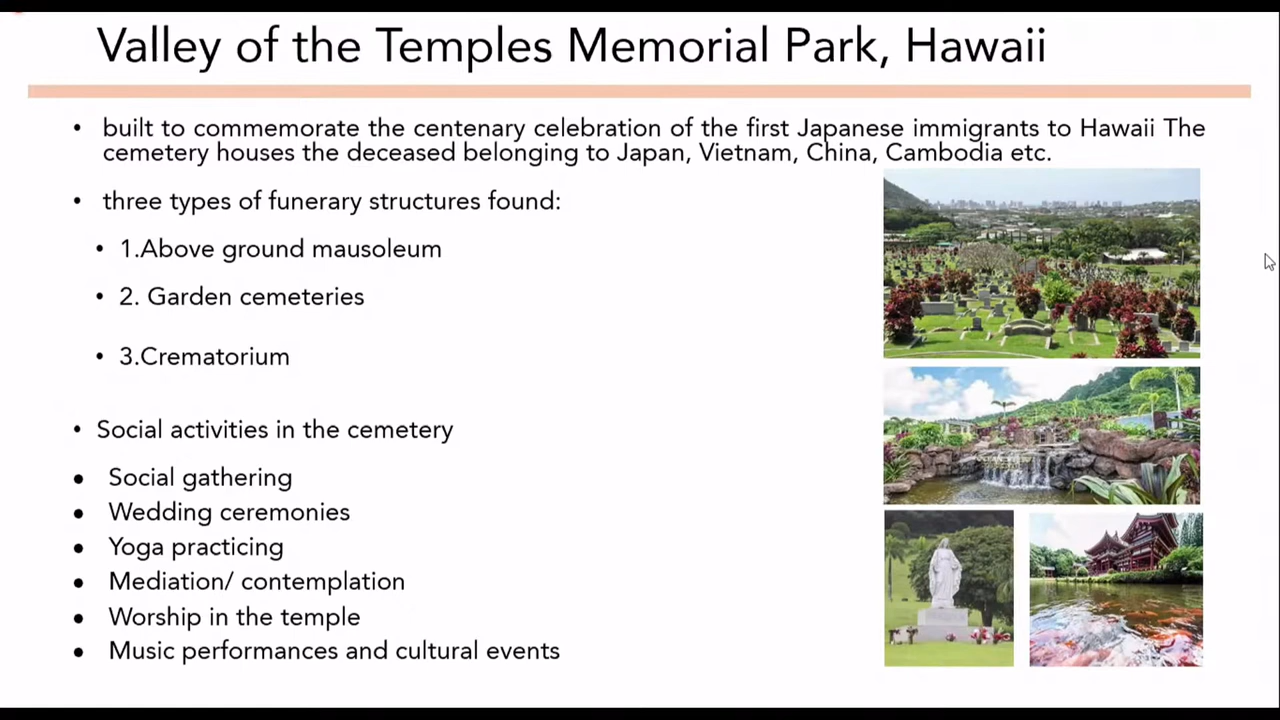 Valley of the Temples Memorial Park, Hawaii
• built to commemorate the centenary celebration of the first Japanese immigrants to Hawaii The
cemetery houses the deceased belonging to Japan, Vietnam, China, Cambodia etc.
• three types of funerary structures found:
• 1.Above ground mausoleum
• 2. Garden cemeteries
• 3.Crematorium
• Social activities in the cemetery
• Social gathering
• Wedding ceremonies
• Yoga practicing
• Mediation/ contemplation
• Worship in the temple
• Music performances and cultural events